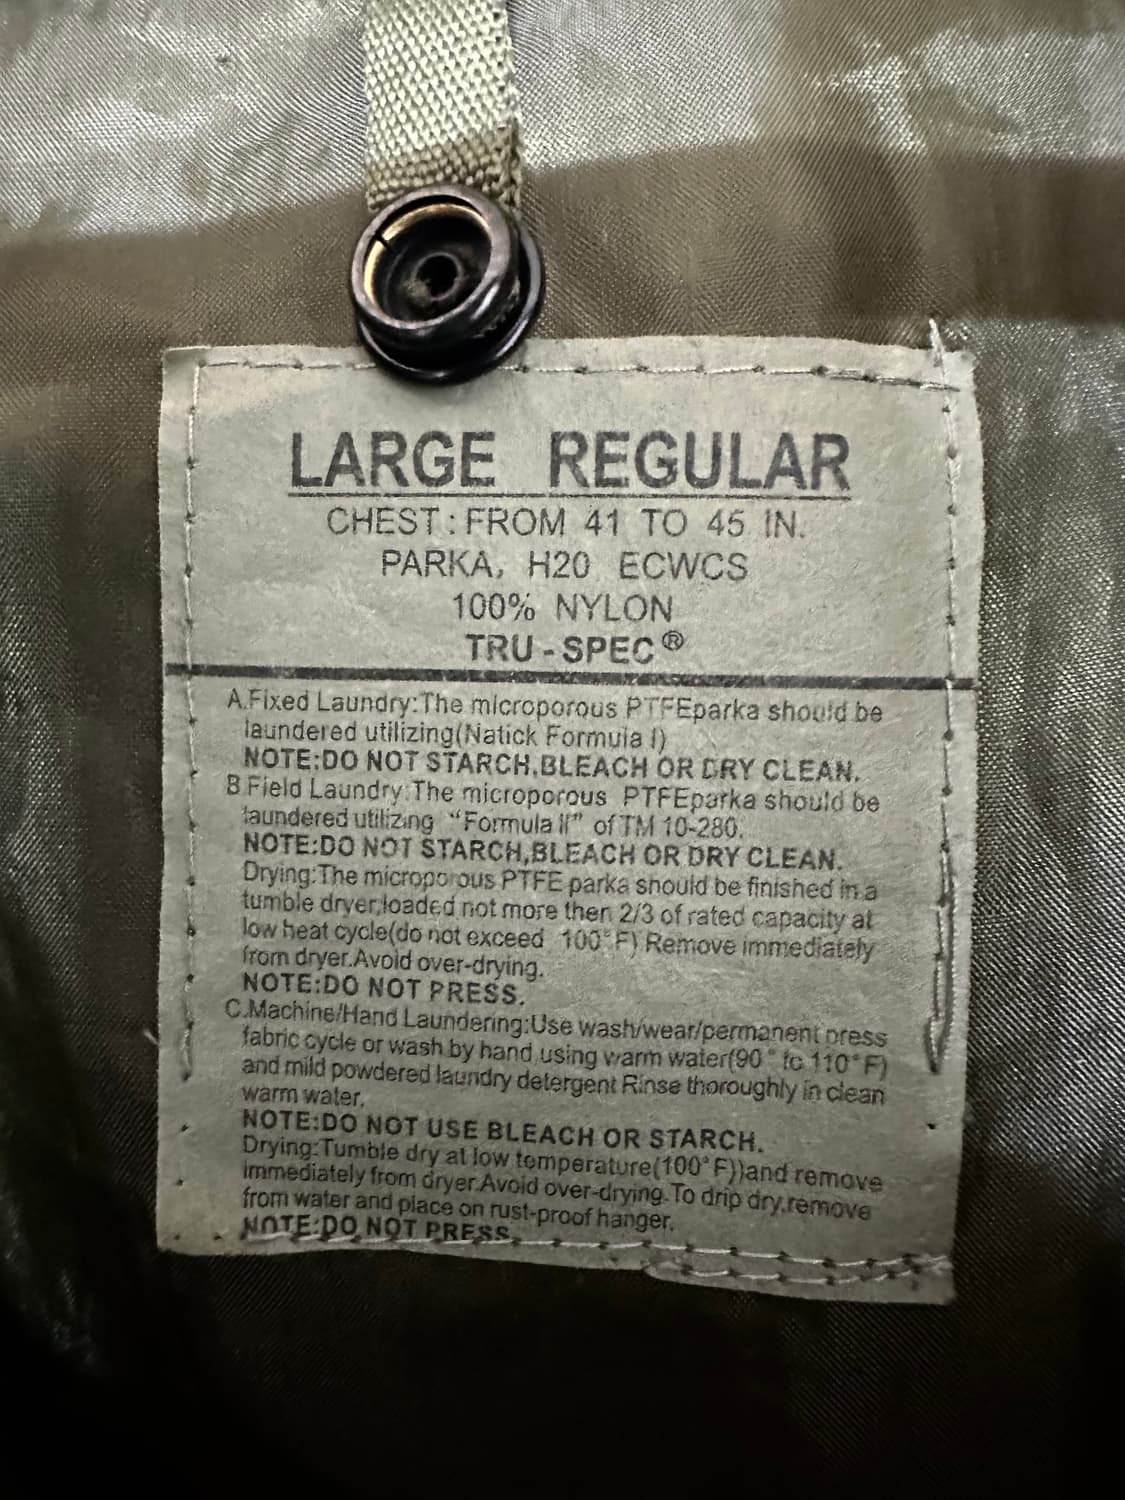 LARGE REGULAR
CHEST: FROM 41 TO 45 IN.
PARKA, H20 ECWCS
100% NYLON
TRU-SPEC®
A.Fixed Laundry:The microporous PTFEparka should be
laundered utilizing(Natick Formula I)
NOTE:DO NOT STARCH,BLEACH OR DRY CLEAN.
B.Field Laundry:The microporous PTFEparka should be
laundered utilizing "Formula II" of TM 10-280.
NOTE:DO NOT STARCH,BLEACH OR DRY CLEAN.
Drying:The microporous PTFE parka should be finished in a
tumble dryer,loaded not more then 2/3 of rated capacity at
low heat cycle(do not exceed 100°F) Remove immediately
from dryer.Avoid over-drying.
NOTE:DO NOT PRESS.
C.Machine/Hand Laundering:Use wash/wear/permanent press
fabric cycle or wash by hand using warm water(90° to 110°F)
and mild powdered laundry detergent Rinse thoroughly in clean
warm water.
NOTE:DO NOT USE BLEACH OR STARCH.
Drying:Tumble dry at low temperature(100°F))and remove
immediately from dryer.Avoid over-drying.To drip dry,remove
from water and place on rust-proof hanger.
NOTE:DO NOT PRESS.